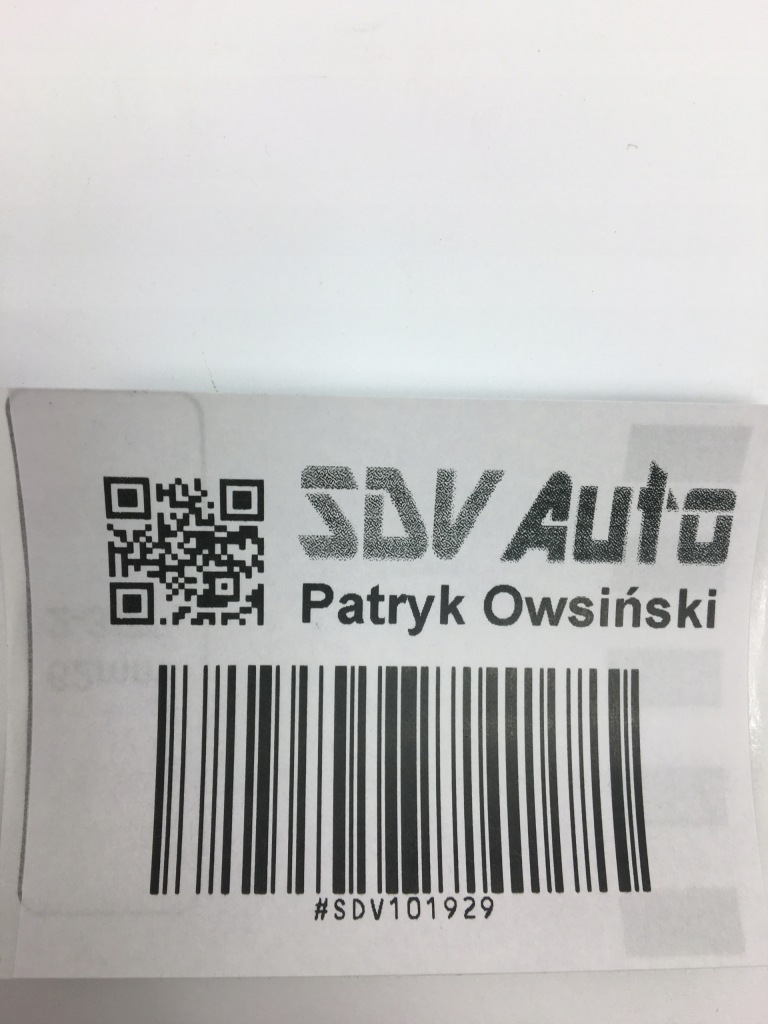 SDV Auto
Patryk Owsiński
#SDV101929